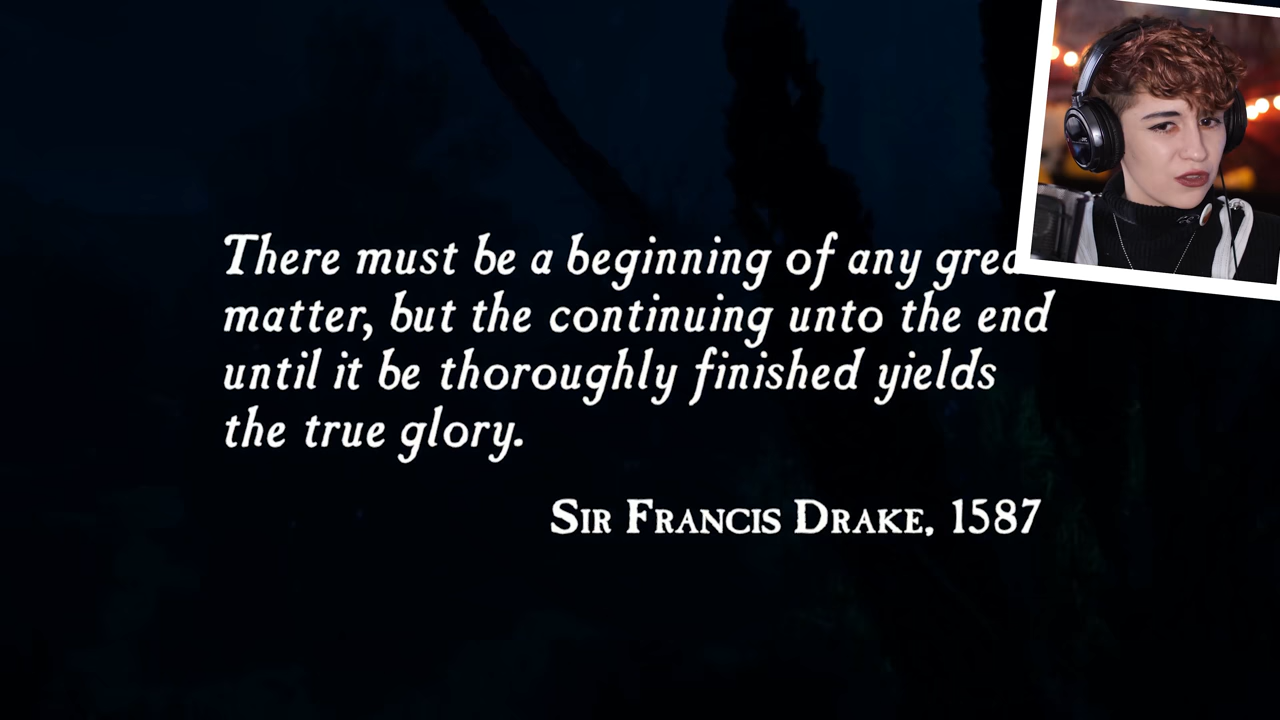 There must be a beginning of any
matter, but the continuing unto the end
until it be thoroughly finished yields
the true glory.
Sir Francis Drake, 1587